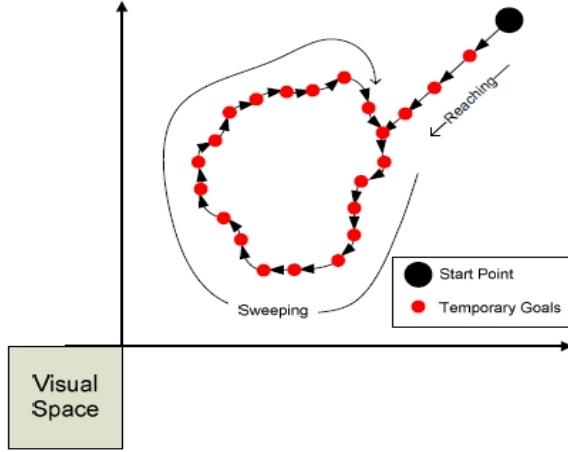 Reaching
Start Point
Temporary Goals
Sweeping
Visual
Space